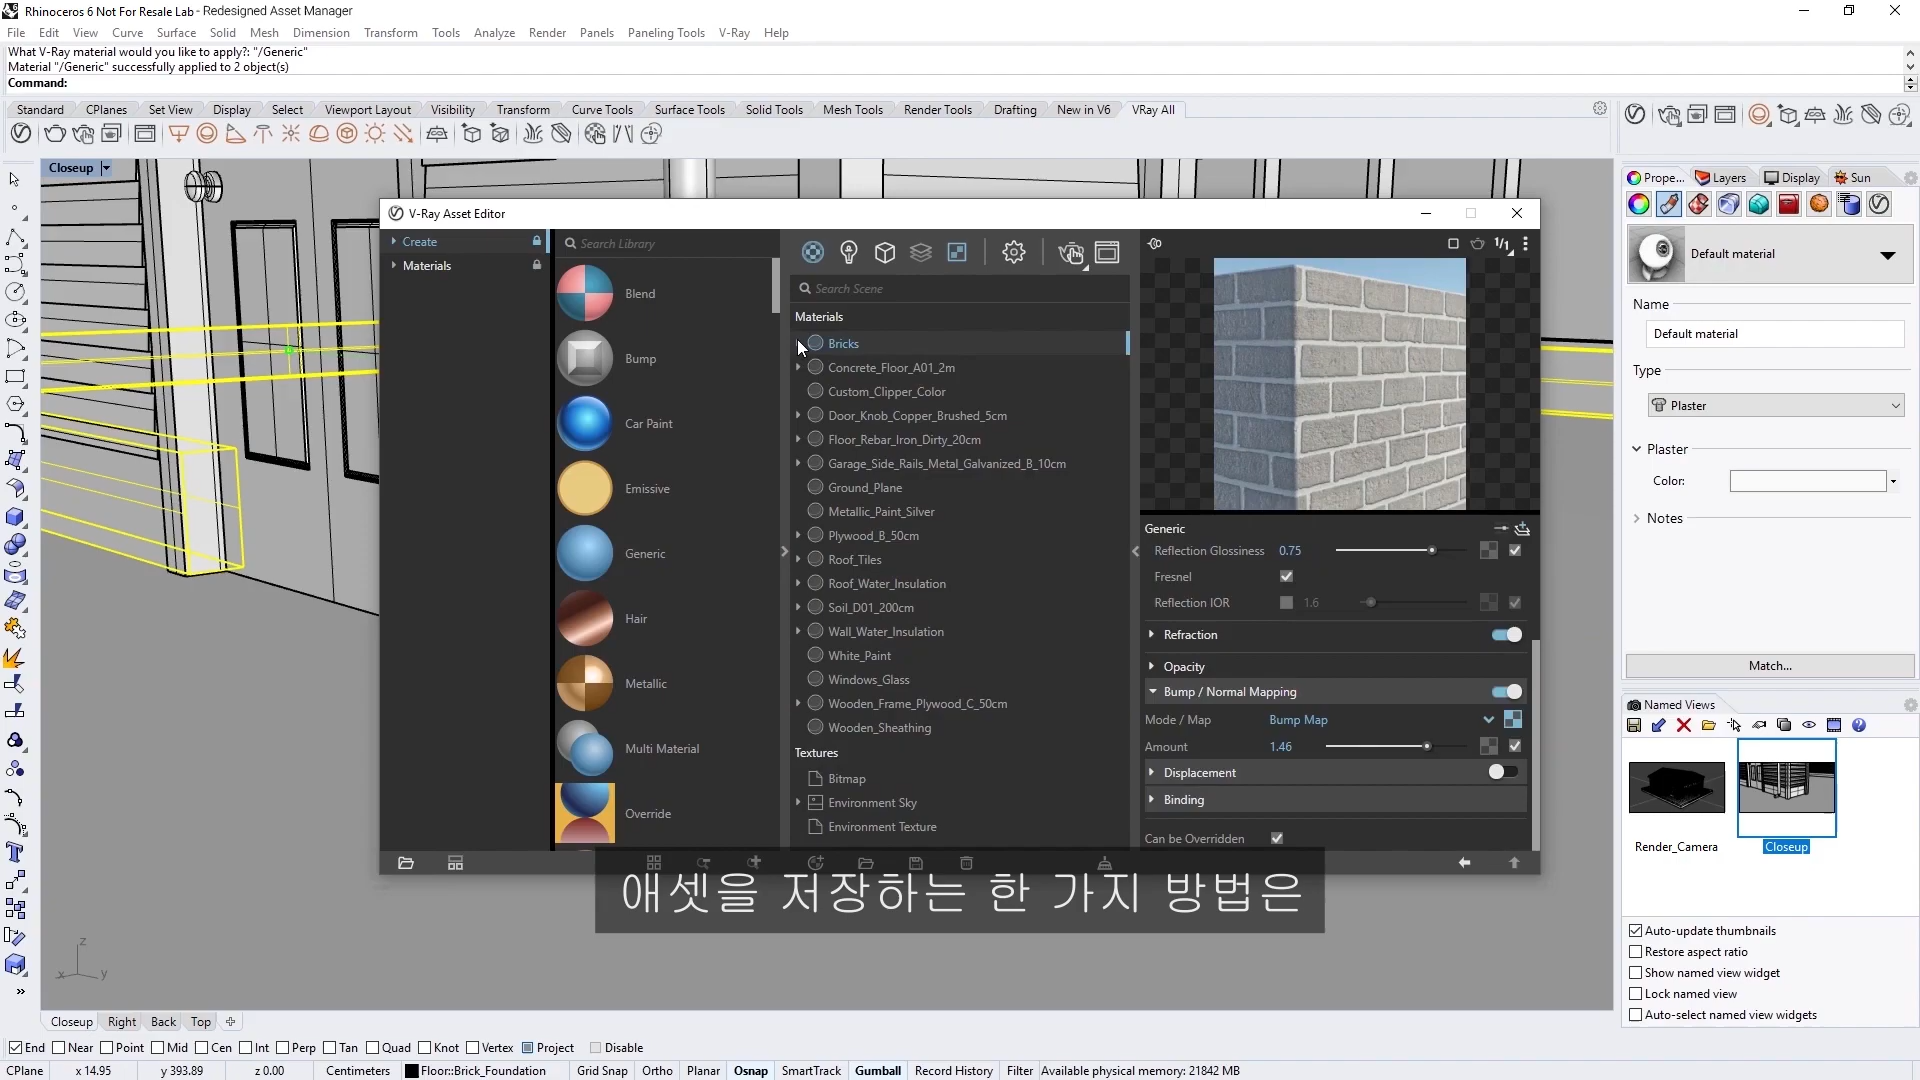 Rhinoceros 6 Not For Resale Lab - Redesigned Asset Manager
File Edit View Curve Surface Solid Mesh Dimension Transform Tools Analyze Render Panels Paneling Tools V-Ray Help
What V-Ray material would you like to apply?: "/Generic"
Material "/Generic" successfully applied to 2 object(s)
Command:
Standard CPlanes Set View Display Select Viewport Layout Visibility Transform Curve Tools Surface Tools Solid Tools Mesh Tools Render Tools Drafting New in V6 VRay All
Closeup
V-Ray Asset Editor
Create
Materials
Search Library
Blend
Bump
Car Paint
Emissive
Generic
Hair
Metallic
Multi Material
Override
Search Scene
Materials
Bricks
Concrete_Floor_A01_2m
Custom_Clipper_Color
Door_Knob_Copper_Brushed_5cm
Floor_Rebar_Iron_Dirty_20cm
Garage_Side_Rails_Metal_Galvanized_B_10cm
Ground_Plane
Metallic_Paint_Silver
Plywood_B_50cm
Roof_Tiles
Roof_Water_Insulation
Soil_D01_200cm
Wall_Water_Insulation
White_Paint
Windows_Glass
Wooden_Frame_Plywood_C_50cm
Wooden_Sheathing
Textures
Bitmap
Environment Sky
Environment Texture
1/1
Generic
Reflection Glossiness 0.75
Fresnel
Reflection IOR 1.6
Refraction
Opacity
Bump / Normal Mapping
Mode / Map Bump Map
Amount 1.46
Displacement
Binding
Can be Overridden
애셋을 저장하는 한 가지 방법은
Prope... Layers Display Sun
Default material
Name
Default material
Type
Plaster
Plaster
Color:
Notes
Match...
Named Views
Render_Camera Closeup
Auto-update thumbnails
Restore aspect ratio
Show named view widget
Lock named view
Auto-select named view widgets
z
x y
Closeup Right Back Top
End Near Point Mid Cen Int Perp Tan Quad Knot Vertex Project Disable
CPlane x 14.95 y 393.89 z 0.00 Centimeters Floor::Brick_Foundation Grid Snap Ortho Planar Osnap SmartTrack Gumball Record History Filter Available physical memory: 21842 MB